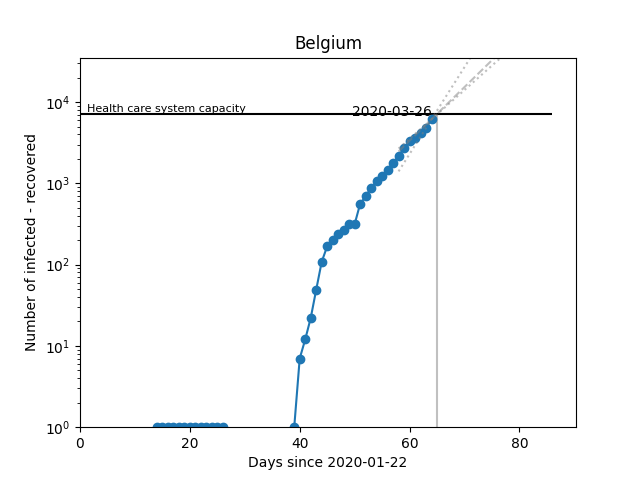 Belgium
Health care system capacity
2020-03-26
Number of infected - recovered
10^4
10^3
10^2
10^1
10^0
0 20 40 60 80
Days since 2020-01-22